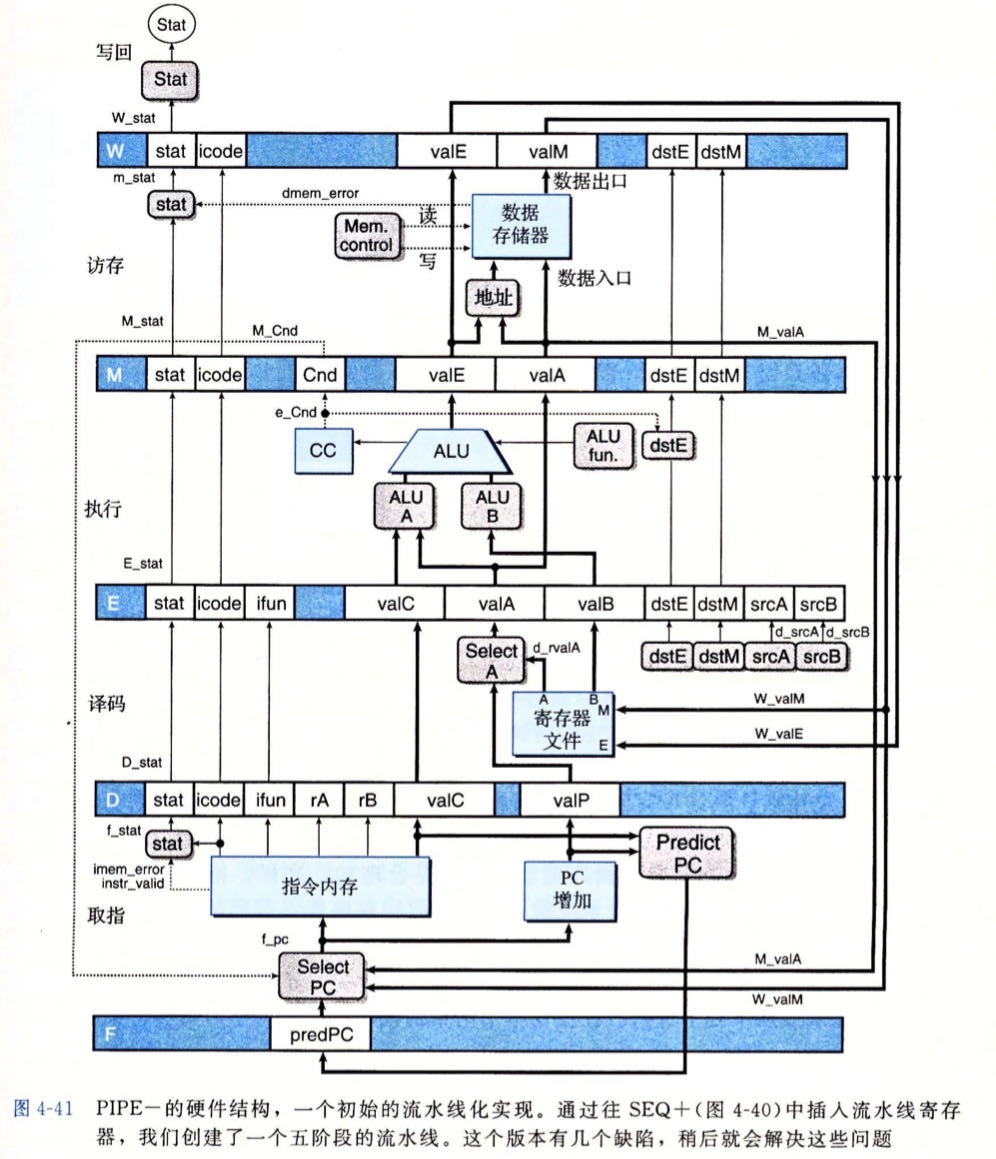 Stat
写回
Stat
W_stat
W stat icode valE valM dstE dstM
m_stat
数据出口
stat
dmem_error
读
数据
存储器
Mem.
control
写
访存
地址
数据入口
M_stat
M_Cnd
M_valA
M stat icode Cnd valE valA dstE dstM
e_Cnd
CC
ALU
ALU
fun.
dstE
ALU
A
ALU
B
执行
E_stat
E stat icode ifun valC valA valB dstE dstM srcA srcB
d_srcA d_srcB
Select
A
d_rvalA
dstE dstM srcA srcB
译码
A B
M
寄存器
文件
E
W_valM
W_valE
D_stat
D stat icode ifun rA rB valC valP
f_stat
stat
Predict
PC
imem_error
instr_valid
指令内存
PC
增加
取指
f_pc
Select
PC
M_valA
W_valM
F predPC
图 4-41 PIPE－的硬件结构，一个初始的流水线化实现。通过往 SEQ+(图 4-40)中插入流水线寄存
器，我们创建了一个五阶段的流水线。这个版本有几个缺陷，稍后就会解决这些问题